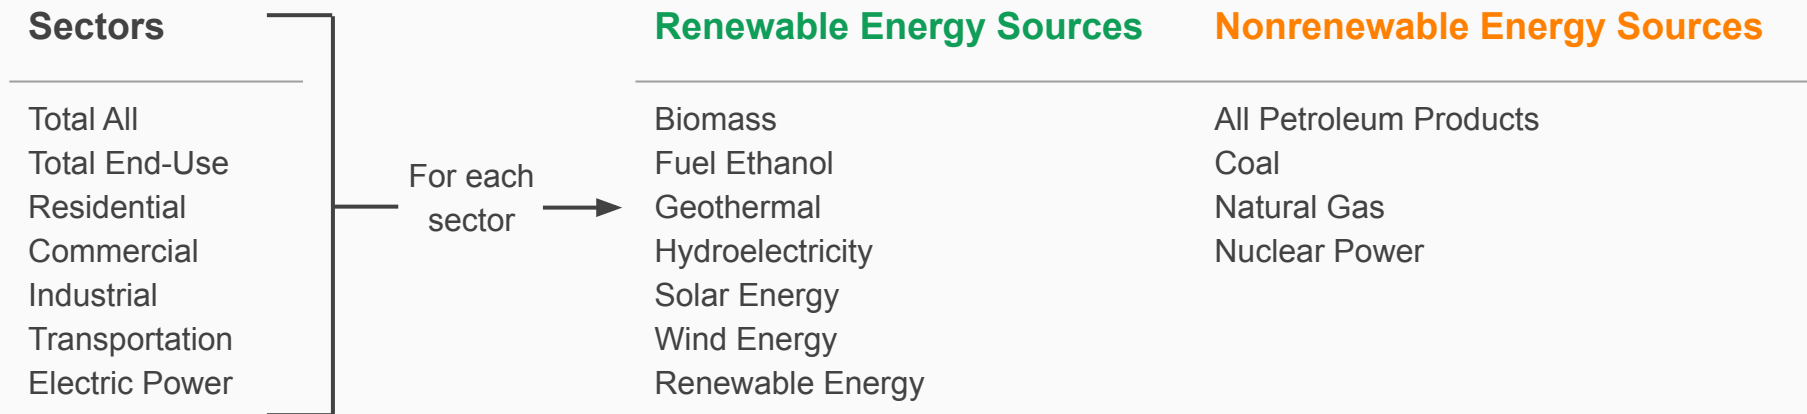 Sectors
Total All
Total End-Use
Residential
Commercial
Industrial
Transportation
Electric Power
For each
sector
Renewable Energy Sources
Biomass
Fuel Ethanol
Geothermal
Hydroelectricity
Solar Energy
Wind Energy
Renewable Energy
Nonrenewable Energy Sources
All Petroleum Products
Coal
Natural Gas
Nuclear Power